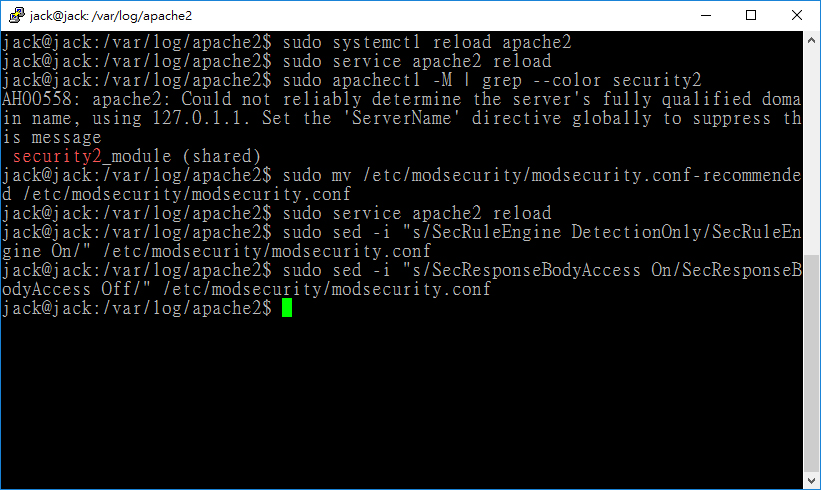 jack@jack: /var/log/apache2
jack@jack:/var/log/apache2$ sudo systemctl reload apache2
jack@jack:/var/log/apache2$ sudo service apache2 reload
jack@jack:/var/log/apache2$ sudo apachectl -M | grep --color security2
AH00558: apache2: Could not reliably determine the server's fully qualified doma
in name, using 127.0.1.1. Set the 'ServerName' directive globally to suppress th
is message
 security2_module (shared)
jack@jack:/var/log/apache2$ sudo mv /etc/modsecurity/modsecurity.conf-recommende
d /etc/modsecurity/modsecurity.conf
jack@jack:/var/log/apache2$ sudo service apache2 reload
jack@jack:/var/log/apache2$ sudo sed -i "s/SecRuleEngine DetectionOnly/SecRuleEn
gine On/" /etc/modsecurity/modsecurity.conf
jack@jack:/var/log/apache2$ sudo sed -i "s/SecResponseBodyAccess On/SecResponseB
odyAccess Off/" /etc/modsecurity/modsecurity.conf
jack@jack:/var/log/apache2$